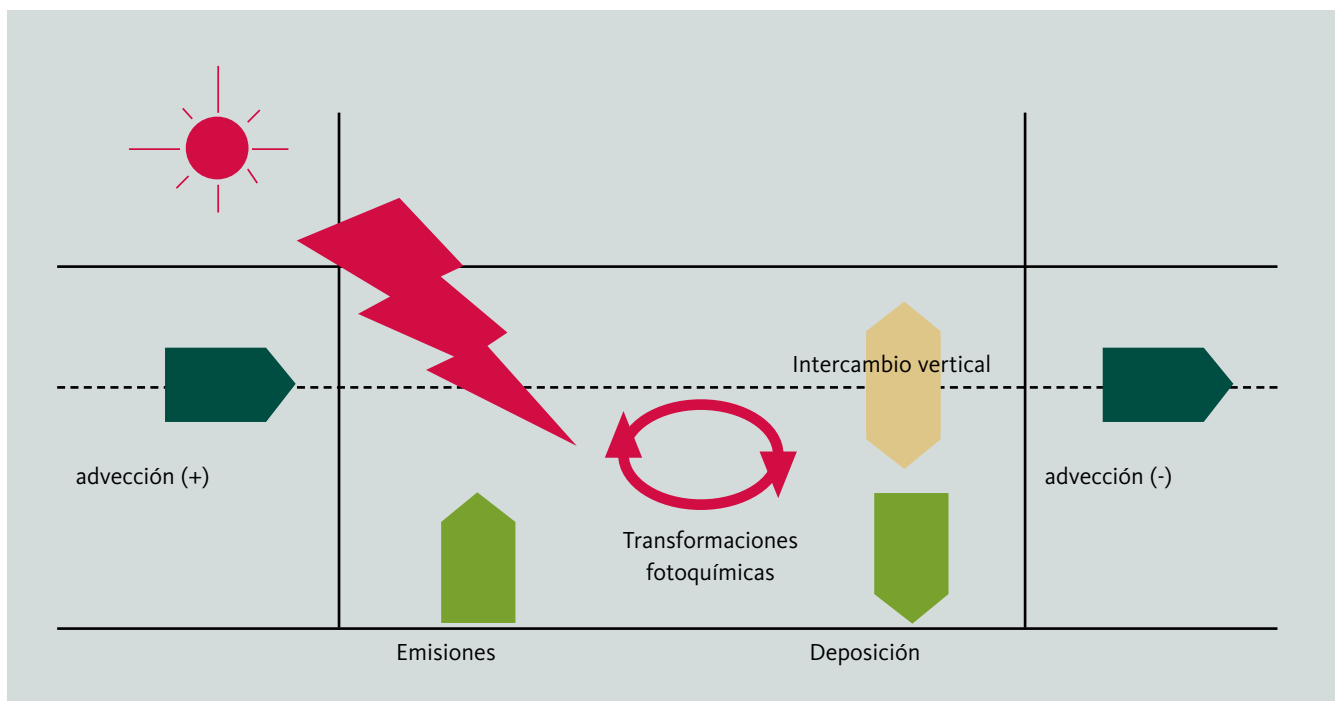 Intercambio vertical
advección (+)
advección (-)
Transformaciones
fotoquímicas
Emisiones
Deposición